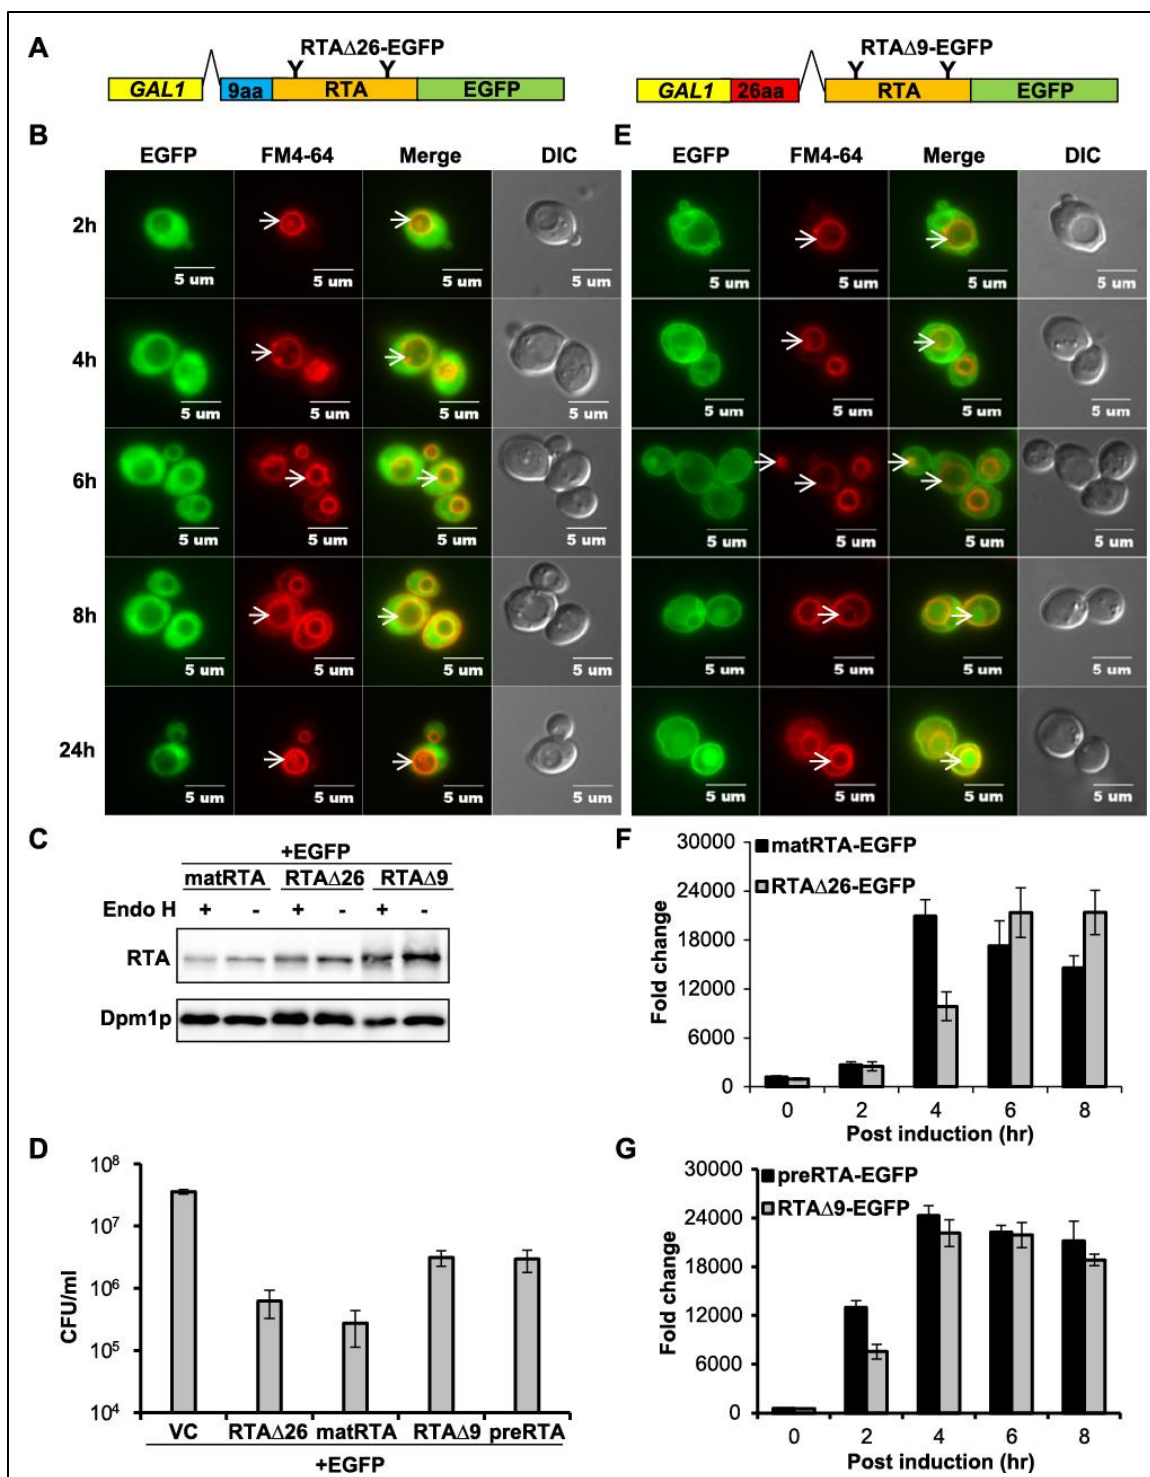 A
RTAΔ26-EGFP
GAL1 9aa RTA EGFP
RTAΔ9-EGFP
GAL1 26aa RTA EGFP
B
EGFP FM4-64 Merge DIC
E
EGFP FM4-64 Merge DIC
2h
5 um 5 um 5 um 5 um 5 um 5 um 5 um 5 um
4h
5 um 5 um 5 um 5 um 5 um 5 um 5 um 5 um
6h
5 um 5 um 5 um 5 um 5 um 5 um 5 um 5 um
8h
5 um 5 um 5 um 5 um 5 um 5 um 5 um 5 um
24h
5 um 5 um 5 um 5 um 5 um 5 um 5 um 5 um
C
+EGFP
matRTA RTAΔ26 RTAΔ9
Endo H + - + - + -
RTA
Dpm1p
D
CFU/ml
10⁸
10⁷
10⁶
10⁵
10⁴
VC RTAΔ26 matRTA RTAΔ9 preRTA
+EGFP
F
matRTA-EGFP
RTAΔ26-EGFP
Fold change
30000
24000
18000
12000
6000
0
0 2 4 6 8
Post induction (hr)
G
preRTA-EGFP
RTAΔ9-EGFP
Fold change
30000
24000
18000
12000
6000
0
0 2 4 6 8
Post induction (hr)